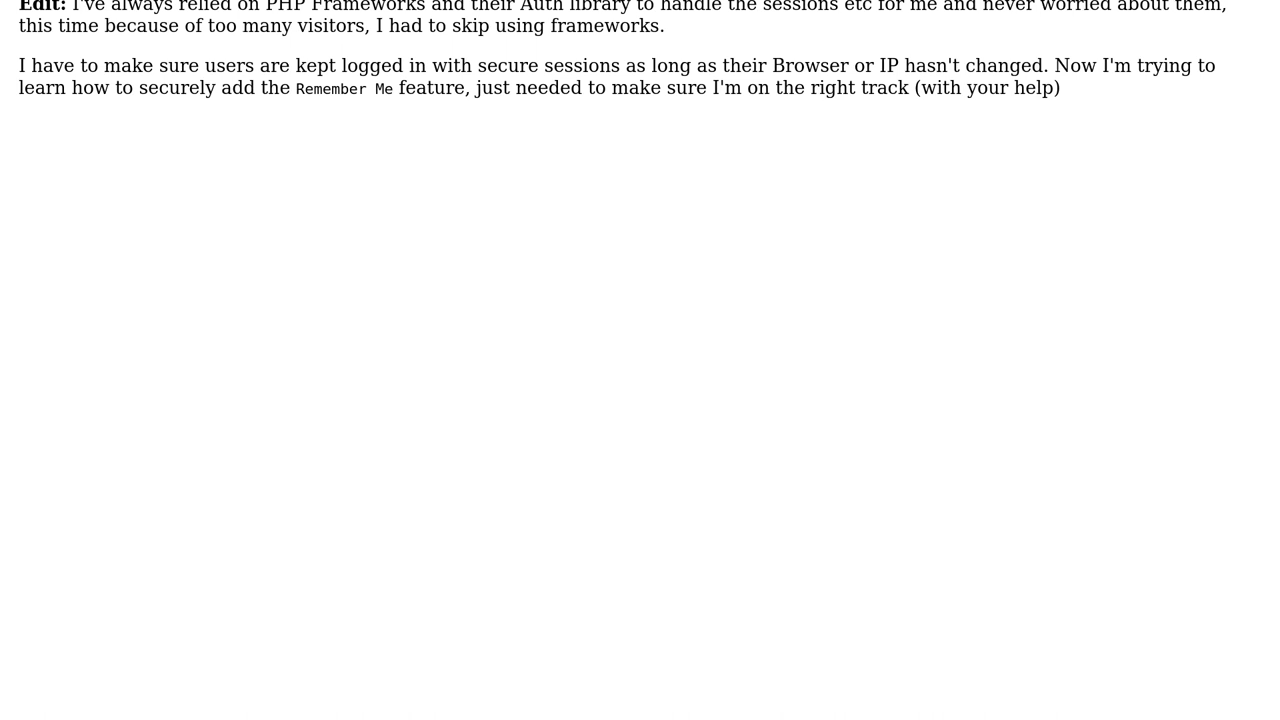 Edit: I've always relied on PHP Frameworks and their Auth library to handle the sessions etc for me and never worried about them,
this time because of too many visitors, I had to skip using frameworks.
I have to make sure users are kept logged in with secure sessions as long as their Browser or IP hasn't changed. Now I'm trying to
learn how to securely add the Remember Me feature, just needed to make sure I'm on the right track (with your help)